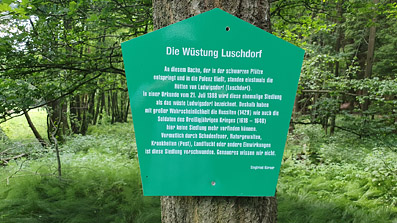 Die Wüstung Luschdorf
An diesem Bache, der in der schwarzen Pfütze
entspringt und in die Polenz fließt, standen einstmals die
Hütten von Ludwigsdorf (Luschdorf).
In einer Urkunde vom 21. Juli 1388 wird diese ehemalige Siedlung
als das wüste Ludwigsdorf bezeichnet. Deshalb haben
mit großer Wahrscheinlichkeit die Hussiten (1429) wie auch die
Soldaten des Dreißigjährigen Krieges (1618 - 1648)
hier keine Siedlung mehr vorfinden können.
Vermutlich durch Schadenfeuer, Naturgewalten,
Krankheiten (Pest), Landflucht oder andere Einwirkungen
ist diese Siedlung verschwunden. Genaueres wissen wir nicht.
Siegfried